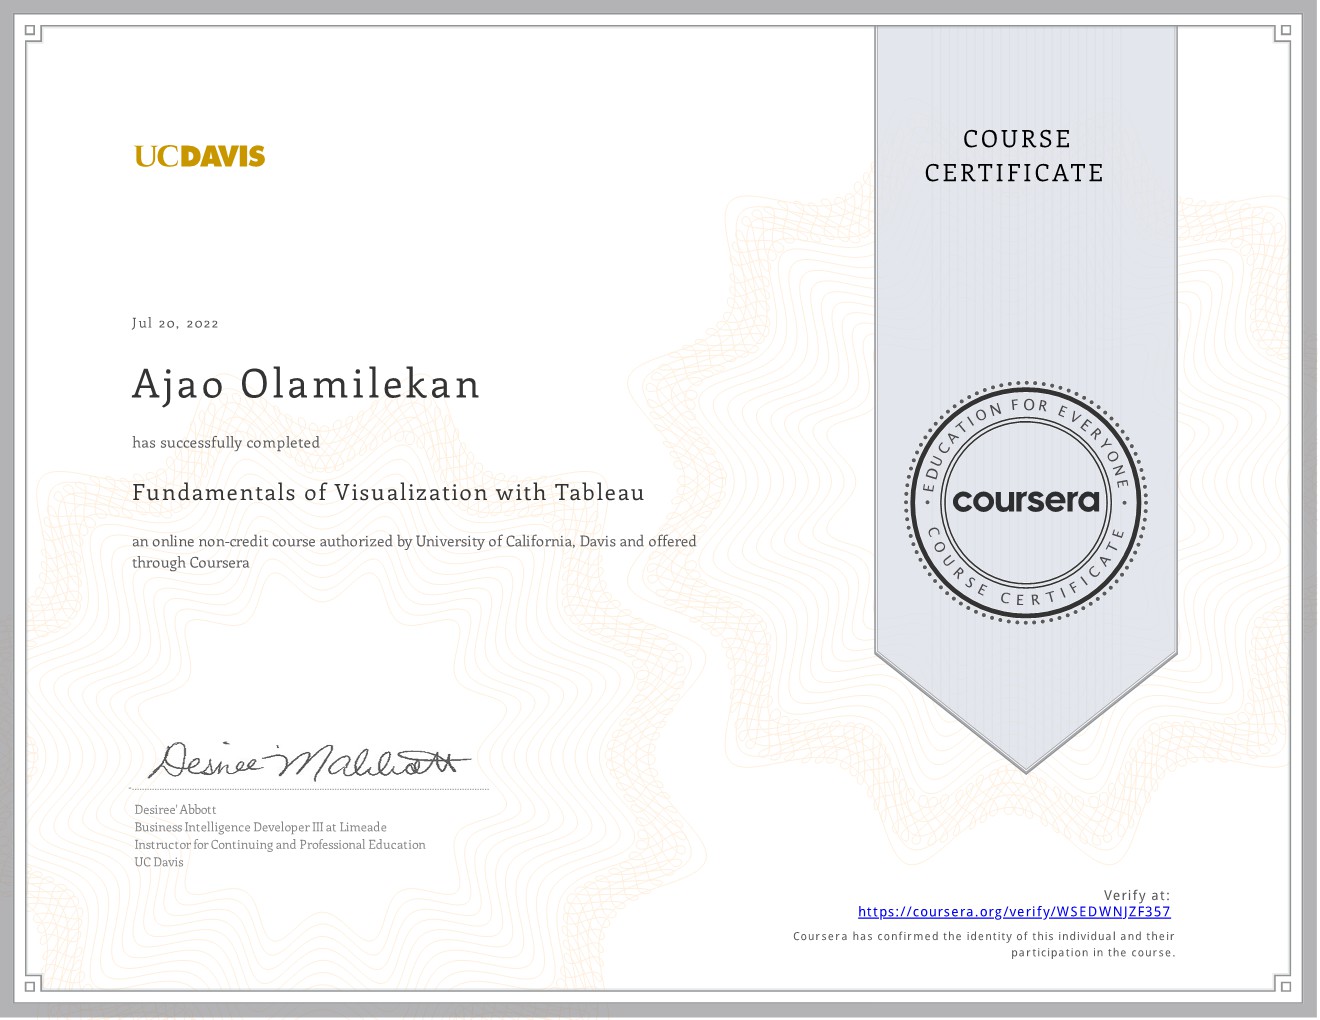 UCDAVIS
COURSE
CERTIFICATE
Jul 20, 2022
Ajao Olamilekan
has successfully completed
Fundamentals of Visualization with Tableau
an online non-credit course authorized by University of California, Davis and offered
through Coursera
EDUCATION FOR EVERYONE
coursera
COURSE CERTIFICATE
Desiree' Abbott
Business Intelligence Developer III at Limeade
Instructor for Continuing and Professional Education
UC Davis
Verify at:
https://coursera.org/verify/WSEDWNJZF357
Coursera has confirmed the identity of this individual and their
participation in the course.